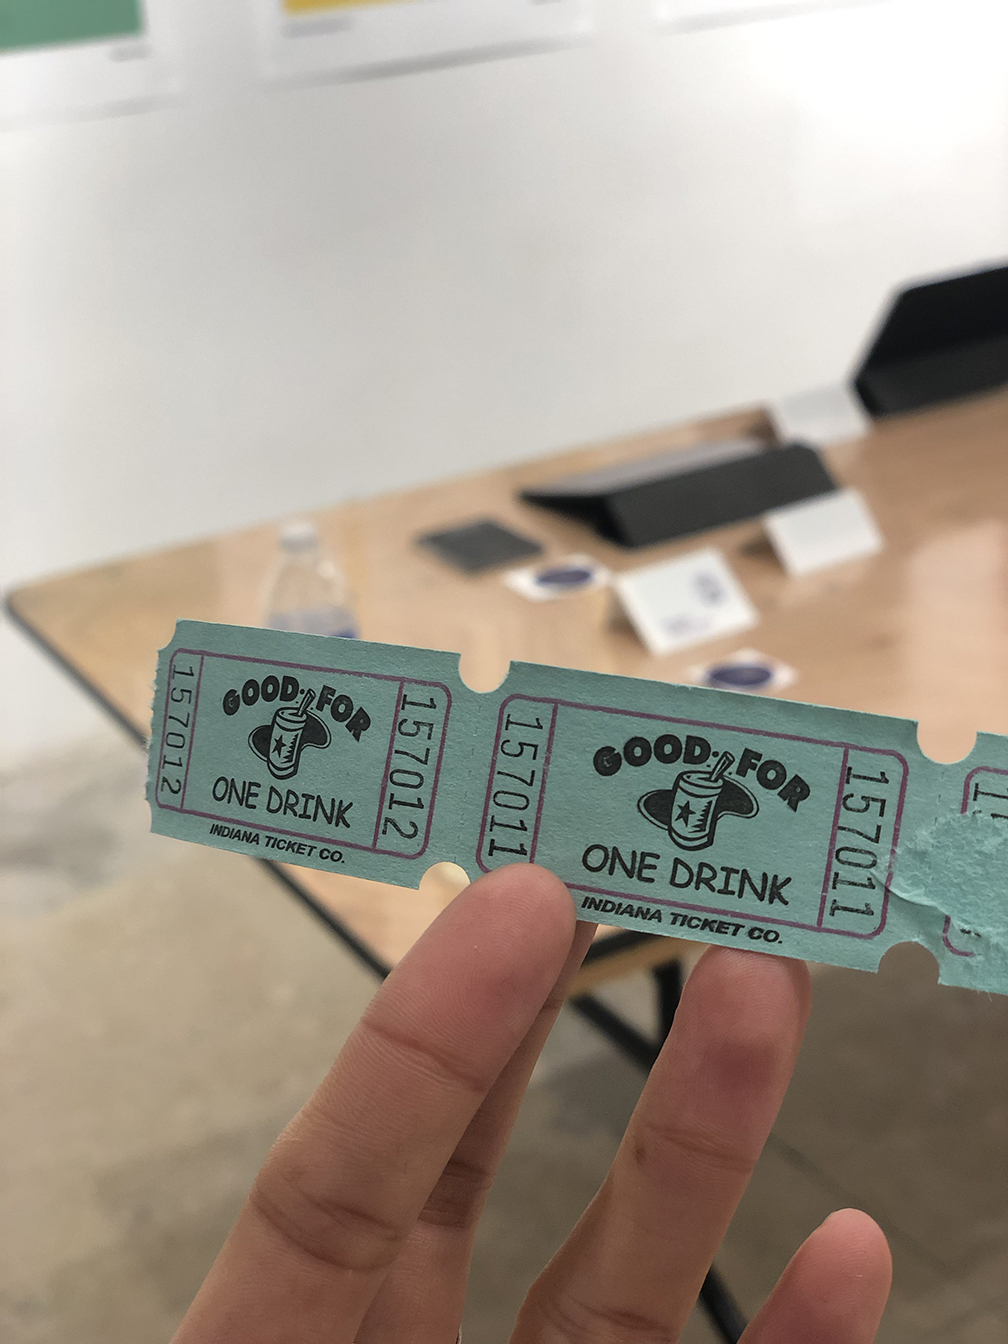 157012
GOOD FOR
ONE DRINK
157012
INDIANA TICKET CO.
157011
GOOD FOR
ONE DRINK
157011
INDIANA TICKET CO.